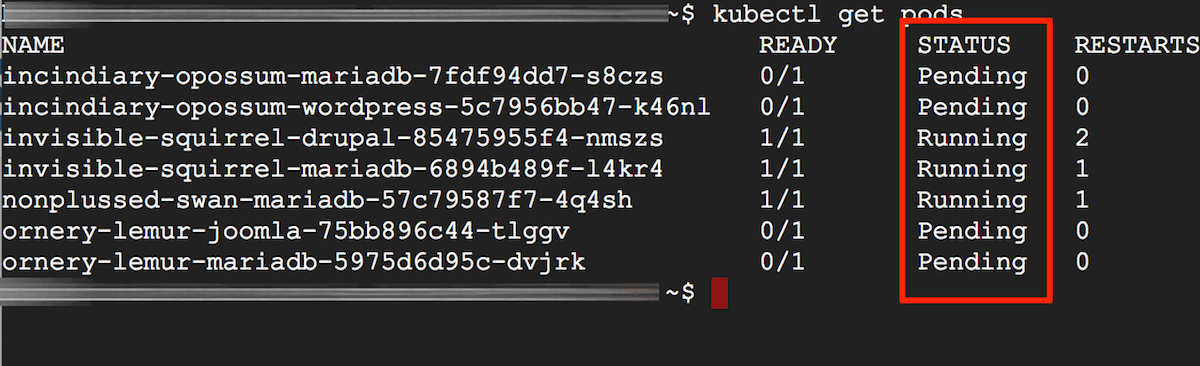 ~$ kubectl get pods
NAME READY STATUS RESTARTS
incindiary-opossum-mariadb-7fdf94dd7-s8czs 0/1 Pending 0
incindiary-opossum-wordpress-5c7956bb47-k46nl 0/1 Pending 0
invisible-squirrel-drupal-85475955f4-nmszs 1/1 Running 2
invisible-squirrel-mariadb-6894b489f-l4kr4 1/1 Running 1
nonplussed-swan-mariadb-57c79587f7-4q4sh 1/1 Running 1
ornery-lemur-joomla-75bb896c44-tlggv 0/1 Pending 0
ornery-lemur-mariadb-5975d6d95c-dvjrk 0/1 Pending 0
~$